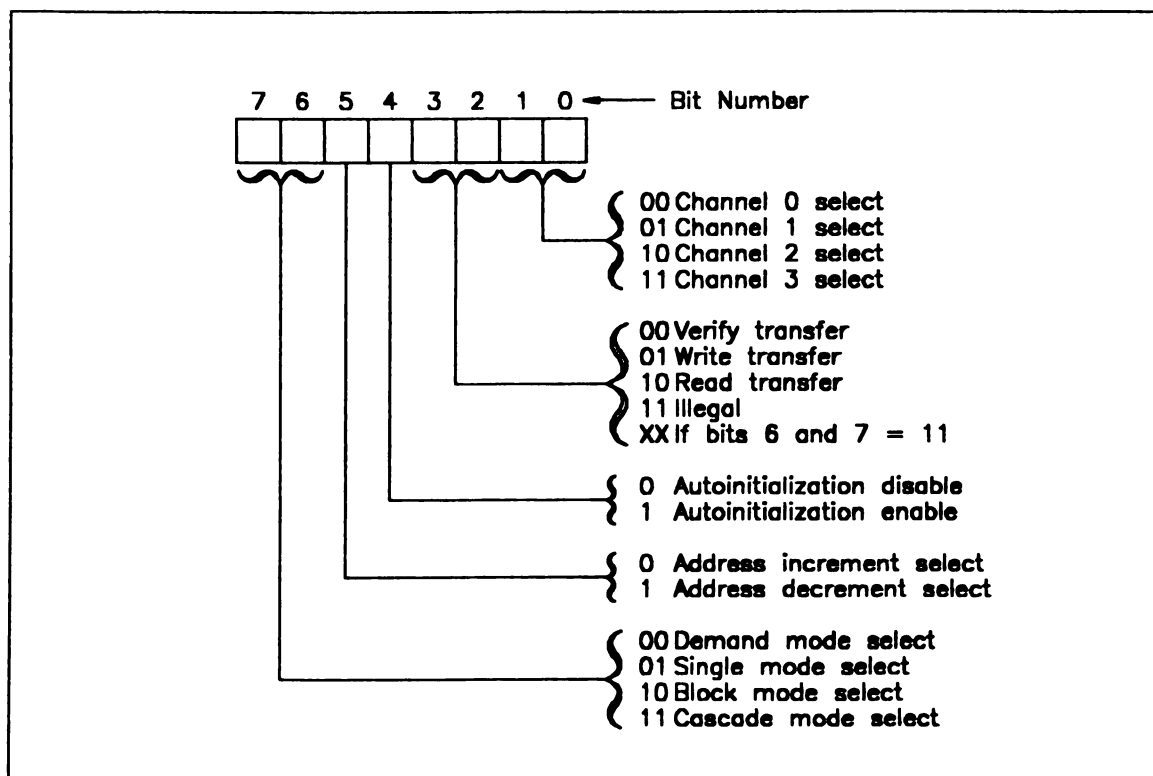 7 6 5 4 3 2 1 0 Bit Number
00 Channel 0 select
01 Channel 1 select
10 Channel 2 select
11 Channel 3 select
00 Verify transfer
01 Write transfer
10 Read transfer
11 Illegal
XX If bits 6 and 7 = 11
0 Autoinitialization disable
1 Autoinitialization enable
0 Address increment select
1 Address decrement select
00 Demand mode select
01 Single mode select
10 Block mode select
11 Cascade mode select